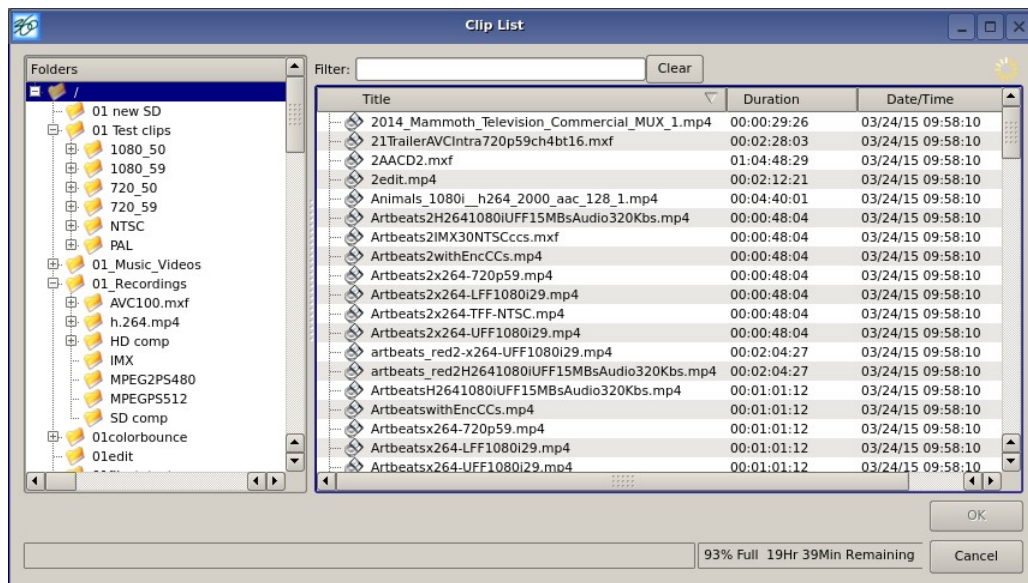 360
Clip List
Folders
/
01 new SD
01 Test clips
1080_50
1080_59
720_50
720_59
NTSC
PAL
01_Music_Videos
01_Recordings
AVC100.mxf
h.264.mp4
HD comp
IMX
MPEG2PS480
MPEGPS512
SD comp
01colorbounce
01edit
Filter: Clear
Title Duration Date/Time
2014_Mammoth_Television_Commercial_MUX_1.mp4 00:00:29:26 03/24/15 09:58:10
21TrailerAVCIntra720p59ch4bt16.mxf 00:02:28:03 03/24/15 09:58:10
2AACD2.mxf 01:04:48:29 03/24/15 09:58:10
2edit.mp4 00:02:12:21 03/24/15 09:58:10
Animals_1080i__h264_2000_aac_128_1.mp4 00:04:40:01 03/24/15 09:58:10
Artbeats2H2641080iUFF15MBsAudio320Kbs.mp4 00:00:48:04 03/24/15 09:58:10
Artbeats2IMX30NTSCccs.mxf 00:00:48:04 03/24/15 09:58:10
Artbeats2withEncCCs.mp4 00:00:48:04 03/24/15 09:58:10
Artbeats2x264-720p59.mp4 00:00:48:04 03/24/15 09:58:10
Artbeats2x264-LFF1080i29.mp4 00:00:48:04 03/24/15 09:58:10
Artbeats2x264-TFF-NTSC.mp4 00:00:48:04 03/24/15 09:58:10
Artbeats2x264-UFF1080i29.mp4 00:00:48:04 03/24/15 09:58:10
artbeats_red2-x264-UFF1080i29.mp4 00:02:04:27 03/24/15 09:58:10
artbeats_red2H2641080iUFF15MBsAudio320Kbs.mp4 00:02:04:27 03/24/15 09:58:10
ArtbeatsH2641080iUFF15MBsAudio320Kbs.mp4 00:01:01:12 03/24/15 09:58:10
ArtbeatswithEncCCs.mp4 00:01:01:12 03/24/15 09:58:10
Artbeatsx264-720p59.mp4 00:01:01:12 03/24/15 09:58:10
Artbeatsx264-LFF1080i29.mp4 00:01:01:12 03/24/15 09:58:10
Artbeatsx264-UFF1080i29.mp4 00:01:01:12 03/24/15 09:58:10
OK
93% Full 19Hr 39Min Remaining
Cancel